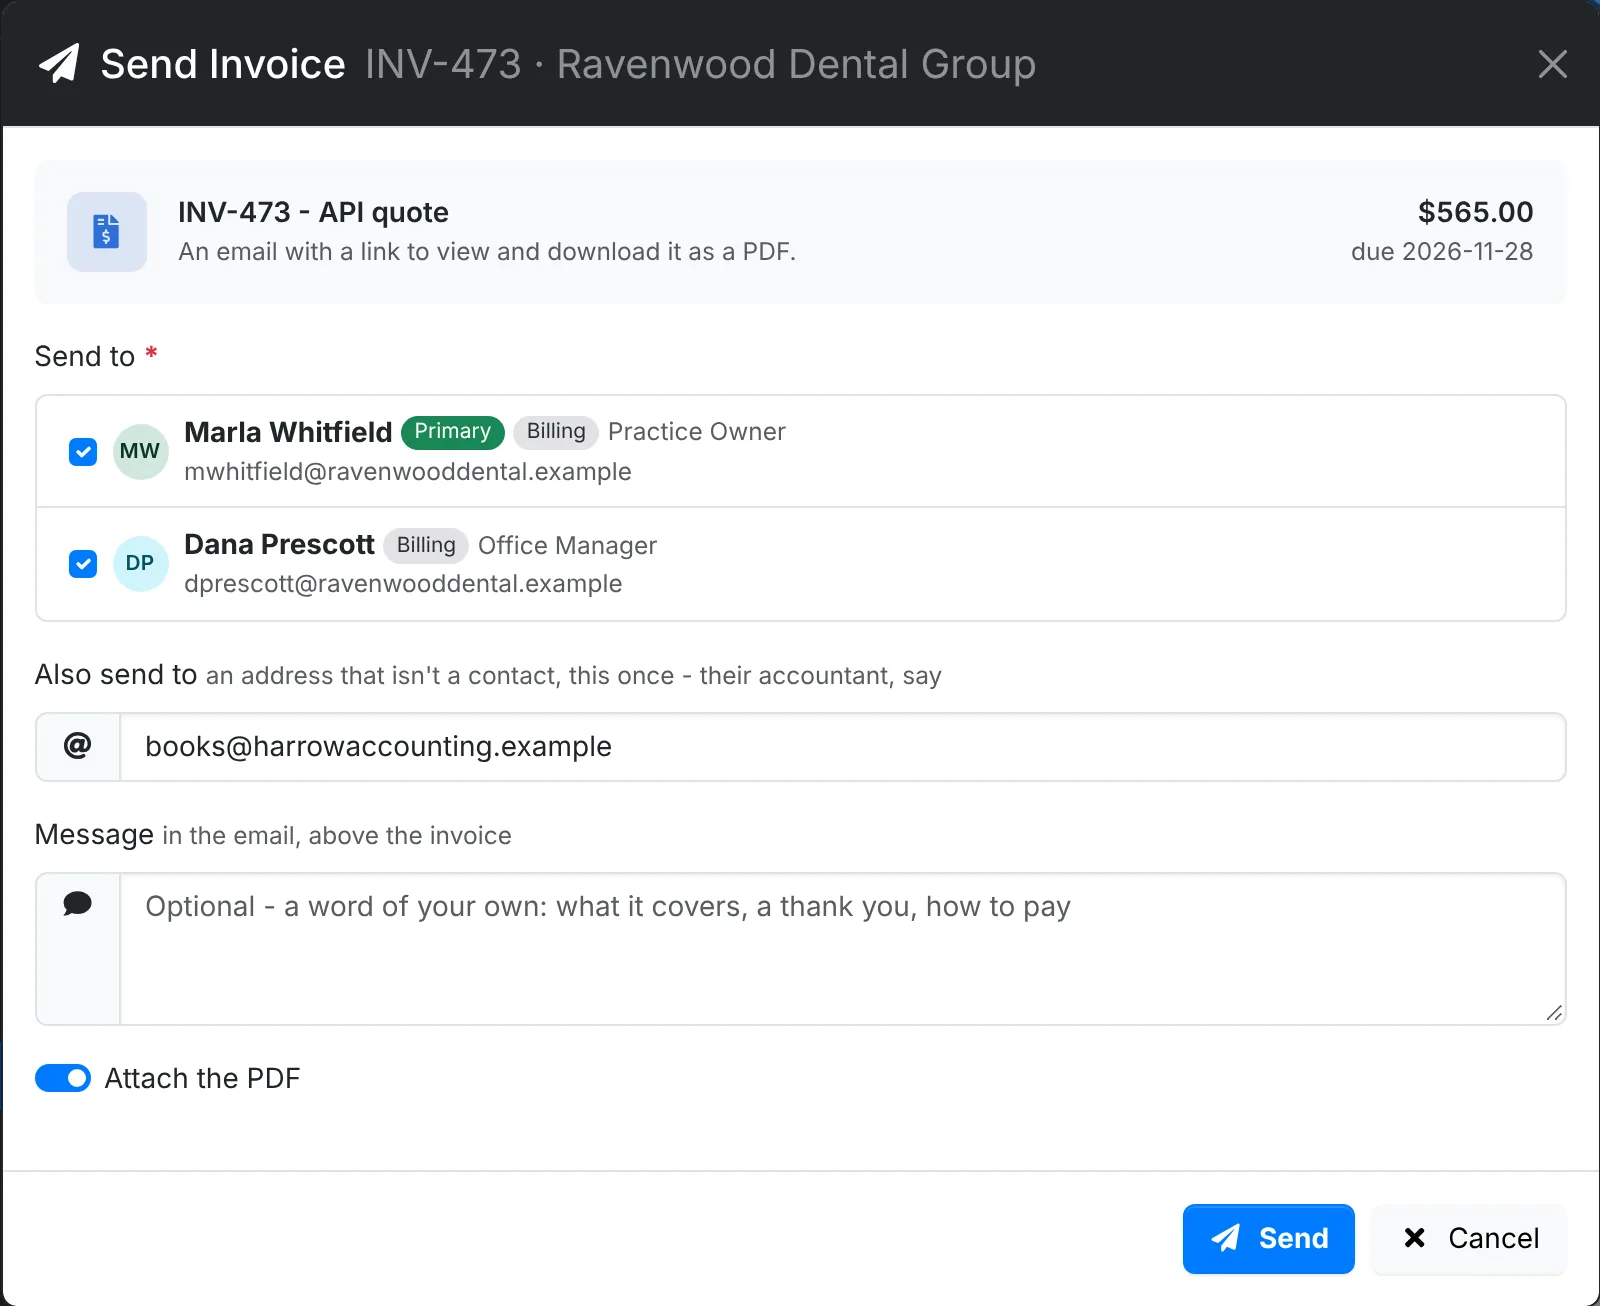 Send Invoice INV-473 · Ravenwood Dental Group
INV-473 - API quote
$565.00
An email with a link to view and download it as a PDF.
due 2026-11-28
Send to *
MW
Marla Whitfield Primary Billing Practice Owner
mwhitfield@ravenwooddental.example
DP
Dana Prescott Billing Office Manager
dprescott@ravenwooddental.example
Also send to an address that isn't a contact, this once - their accountant, say
@ books@harrowaccounting.example
Message in the email, above the invoice
Optional - a word of your own: what it covers, a thank you, how to pay
Attach the PDF
Send
Cancel